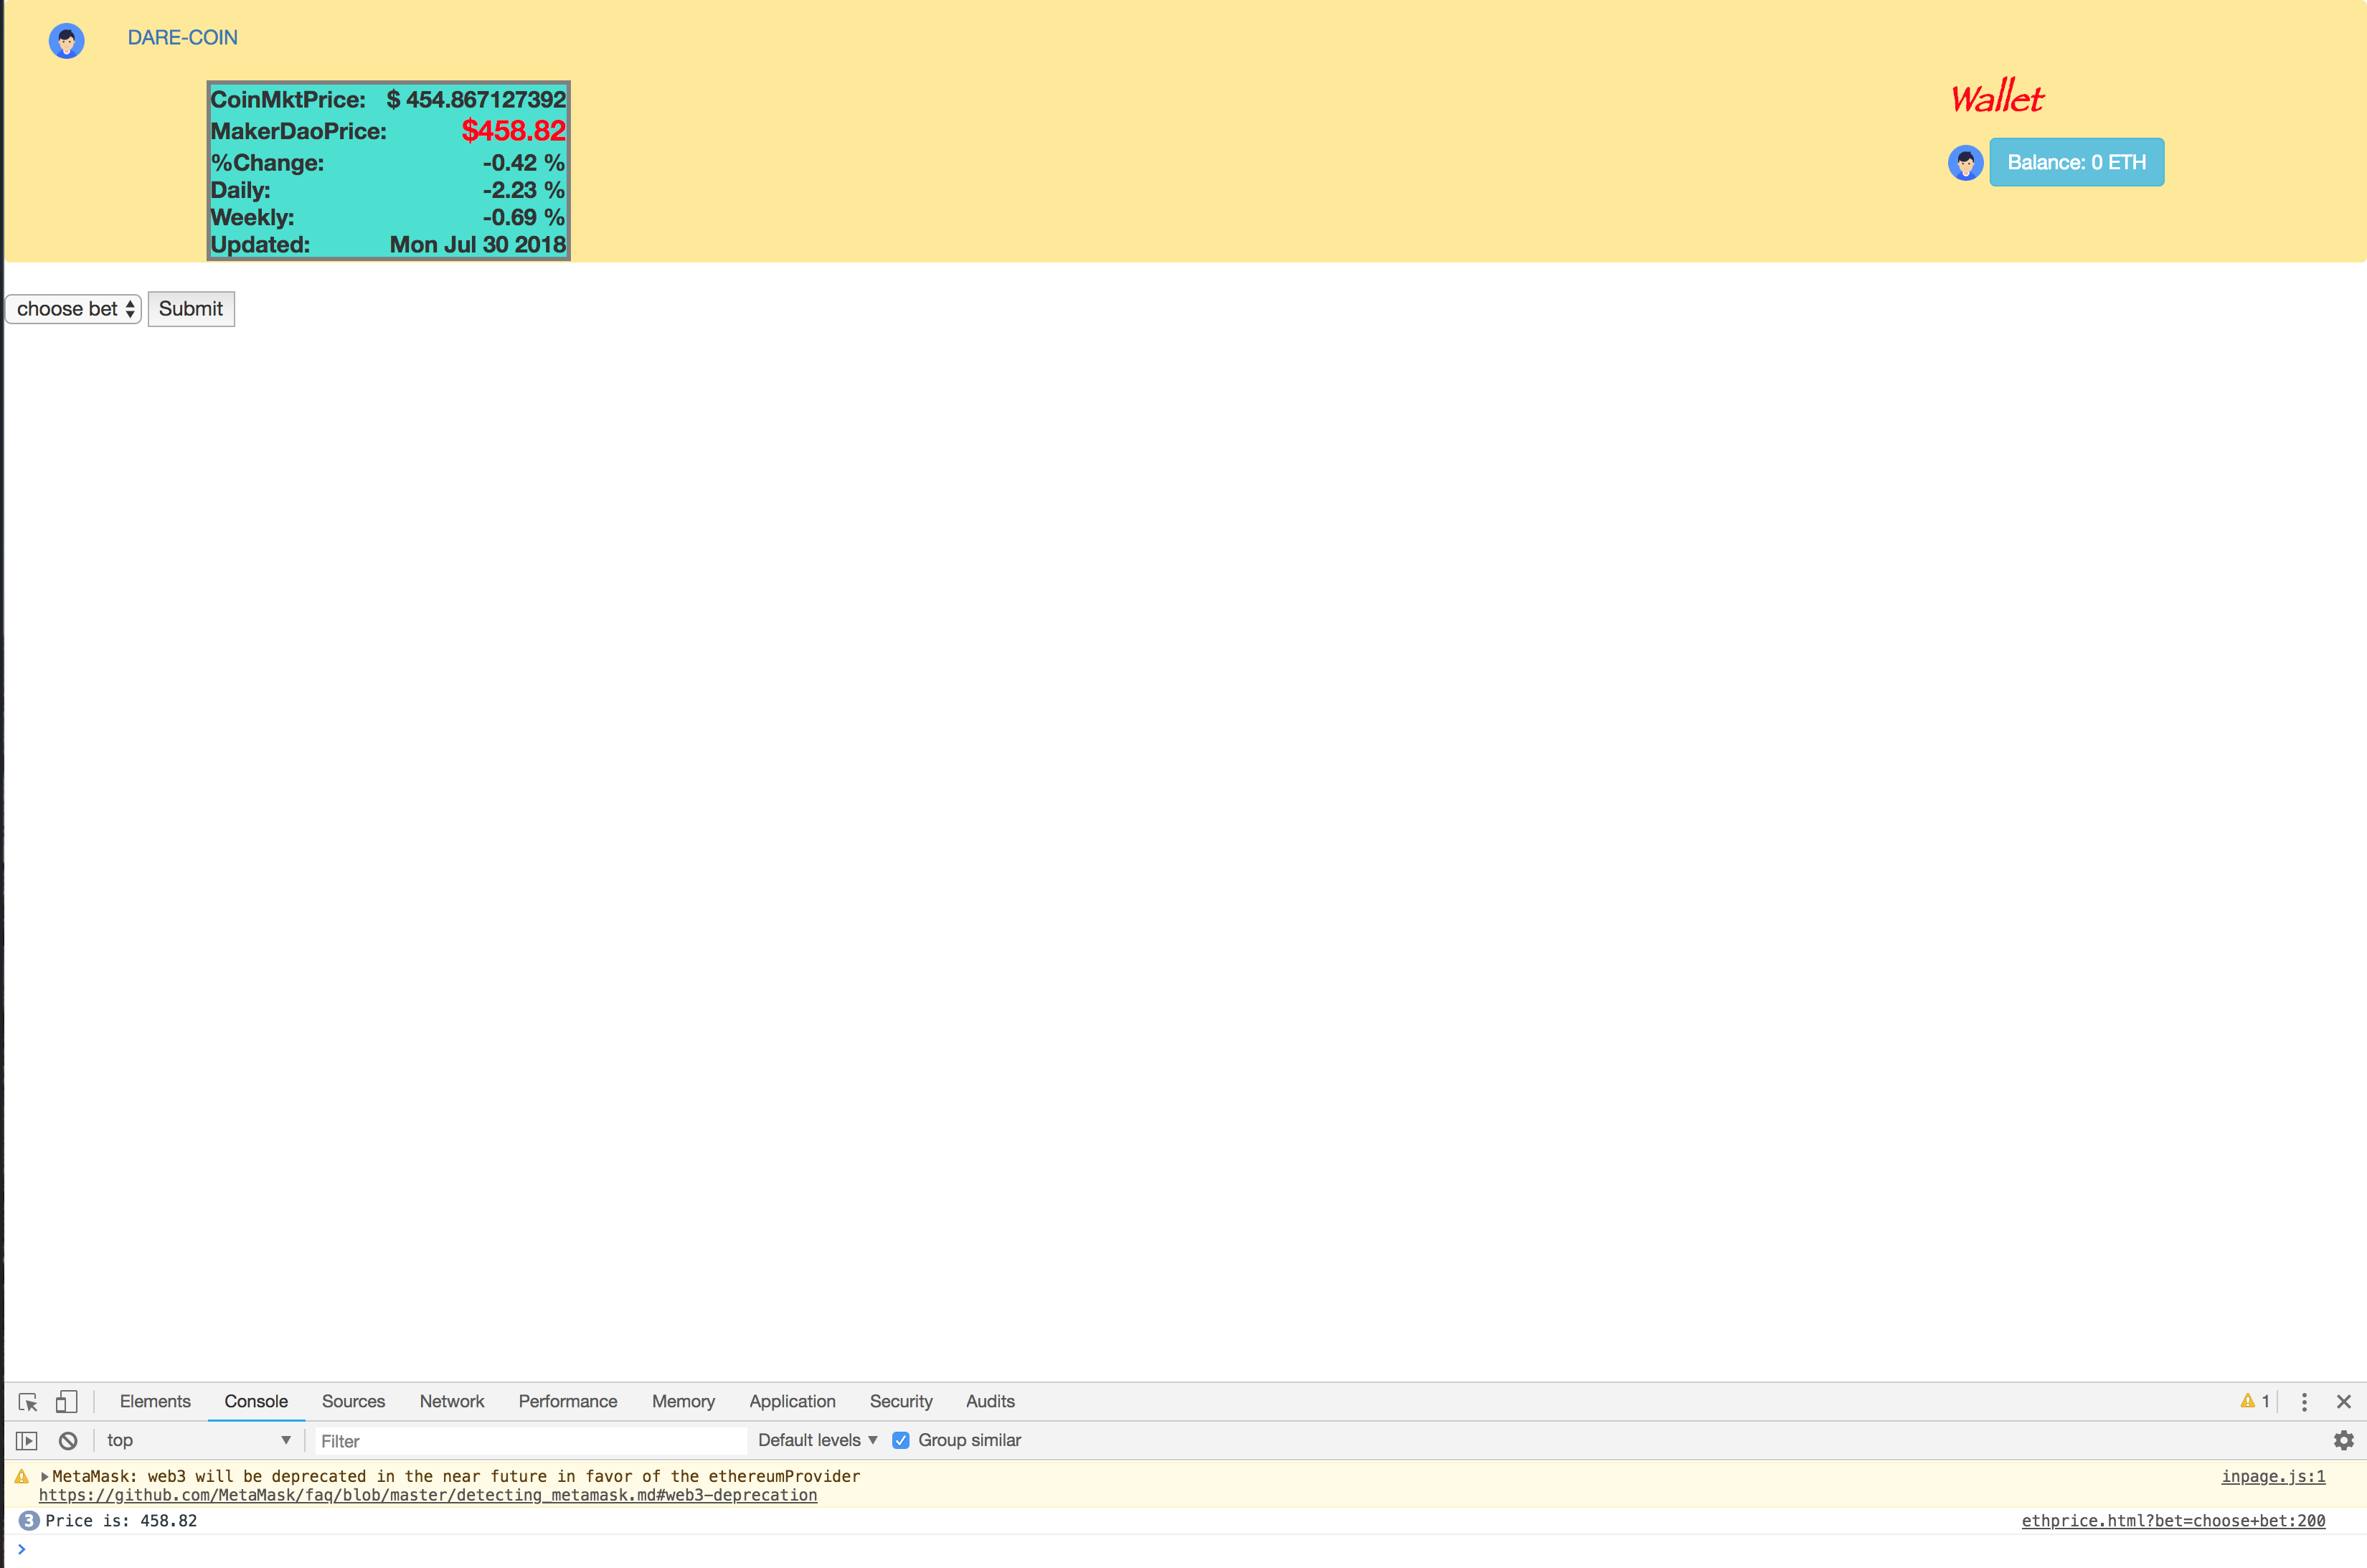 DARE-COIN
CoinMktPrice: $ 454.867127392
MakerDaoPrice: $458.82
%Change: -0.42 %
Daily: -2.23 %
Weekly: -0.69 %
Updated: Mon Jul 30 2018
Wallet
Balance: 0 ETH
choose bet Submit
Elements Console Sources Network Performance Memory Application Security Audits 1
top Filter Default levels Group similar
MetaMask: web3 will be deprecated in the near future in favor of the ethereumProvider inpage.js:1
https://github.com/MetaMask/faq/blob/master/detecting_metamask.md#web3-deprecation
3 Price is: 458.82 ethprice.html?bet=choose+bet:200